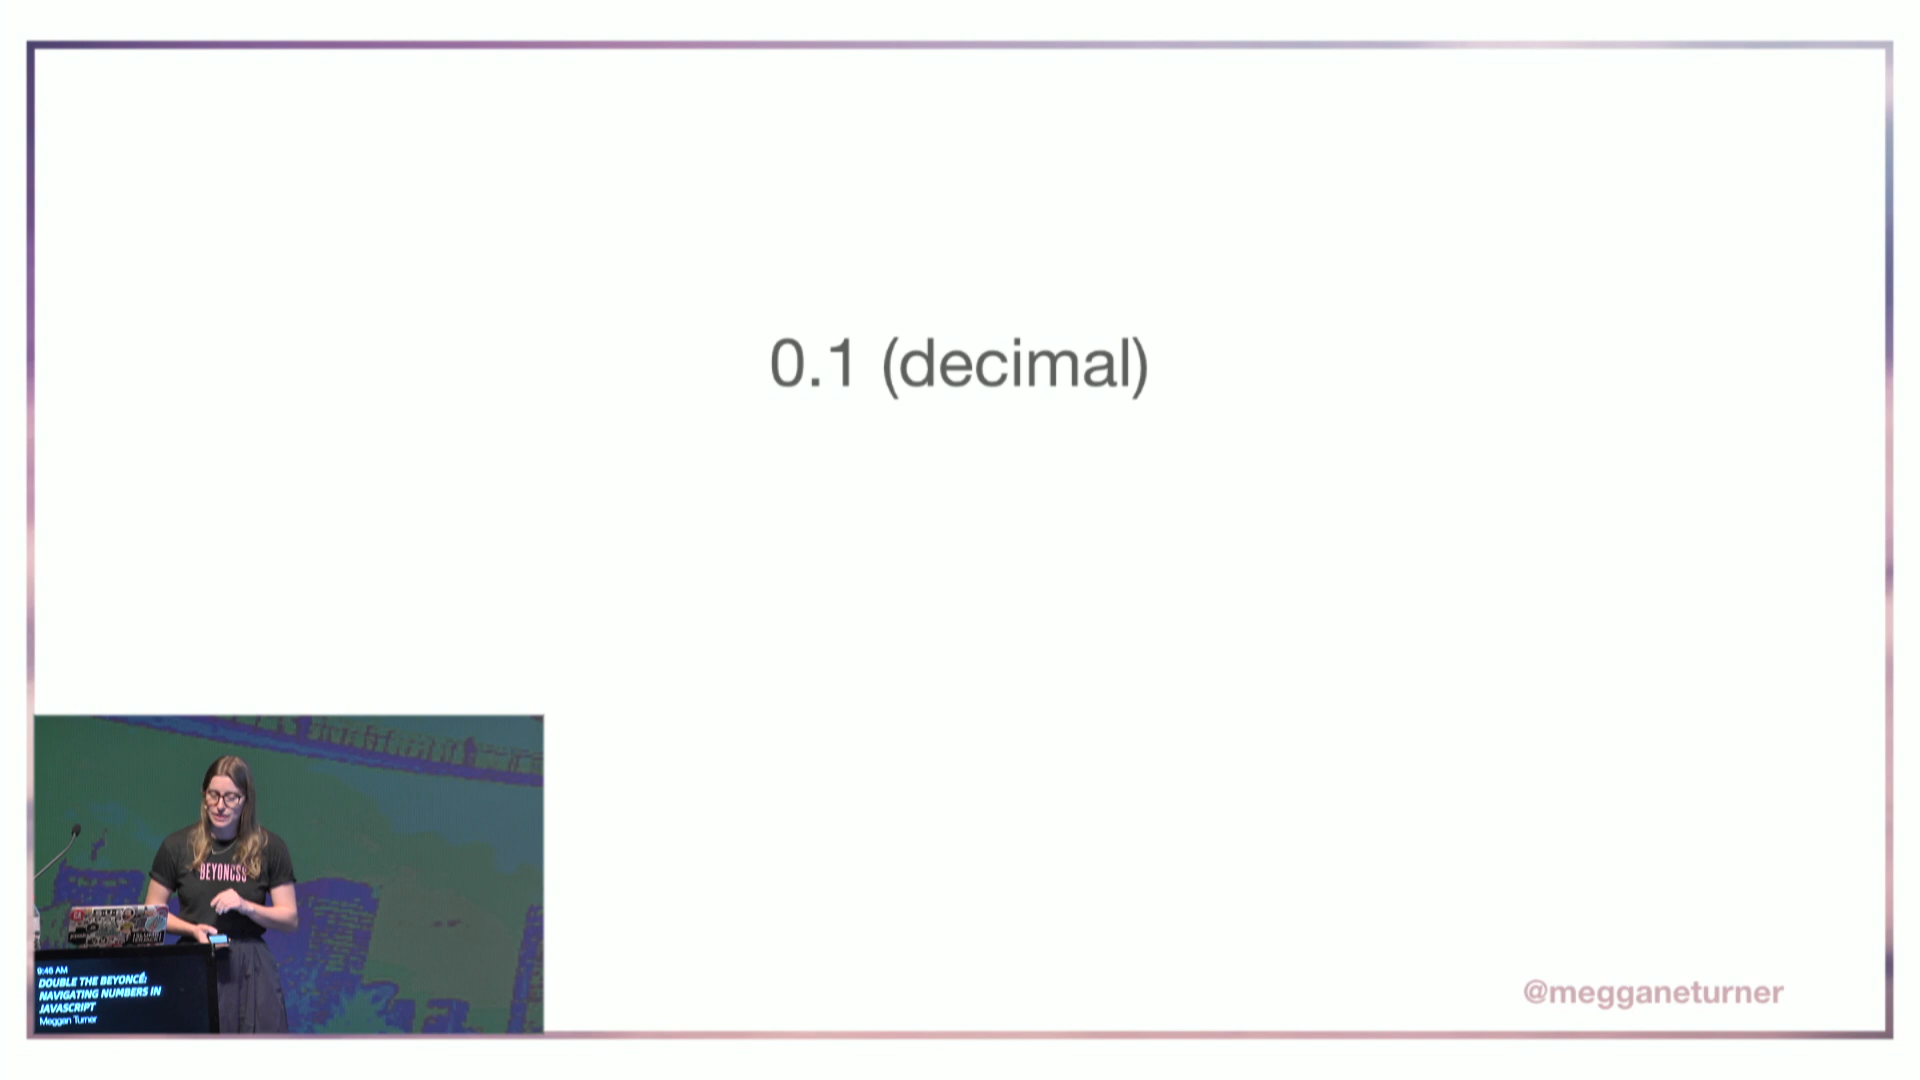 0.1 (decimal)
BEYONCSS
9:46 AM
DOUBLE THE BEYONCÉ:
NAVIGATING NUMBERS IN
JAVASCRIPT
Meggan Turner
@megganeturner